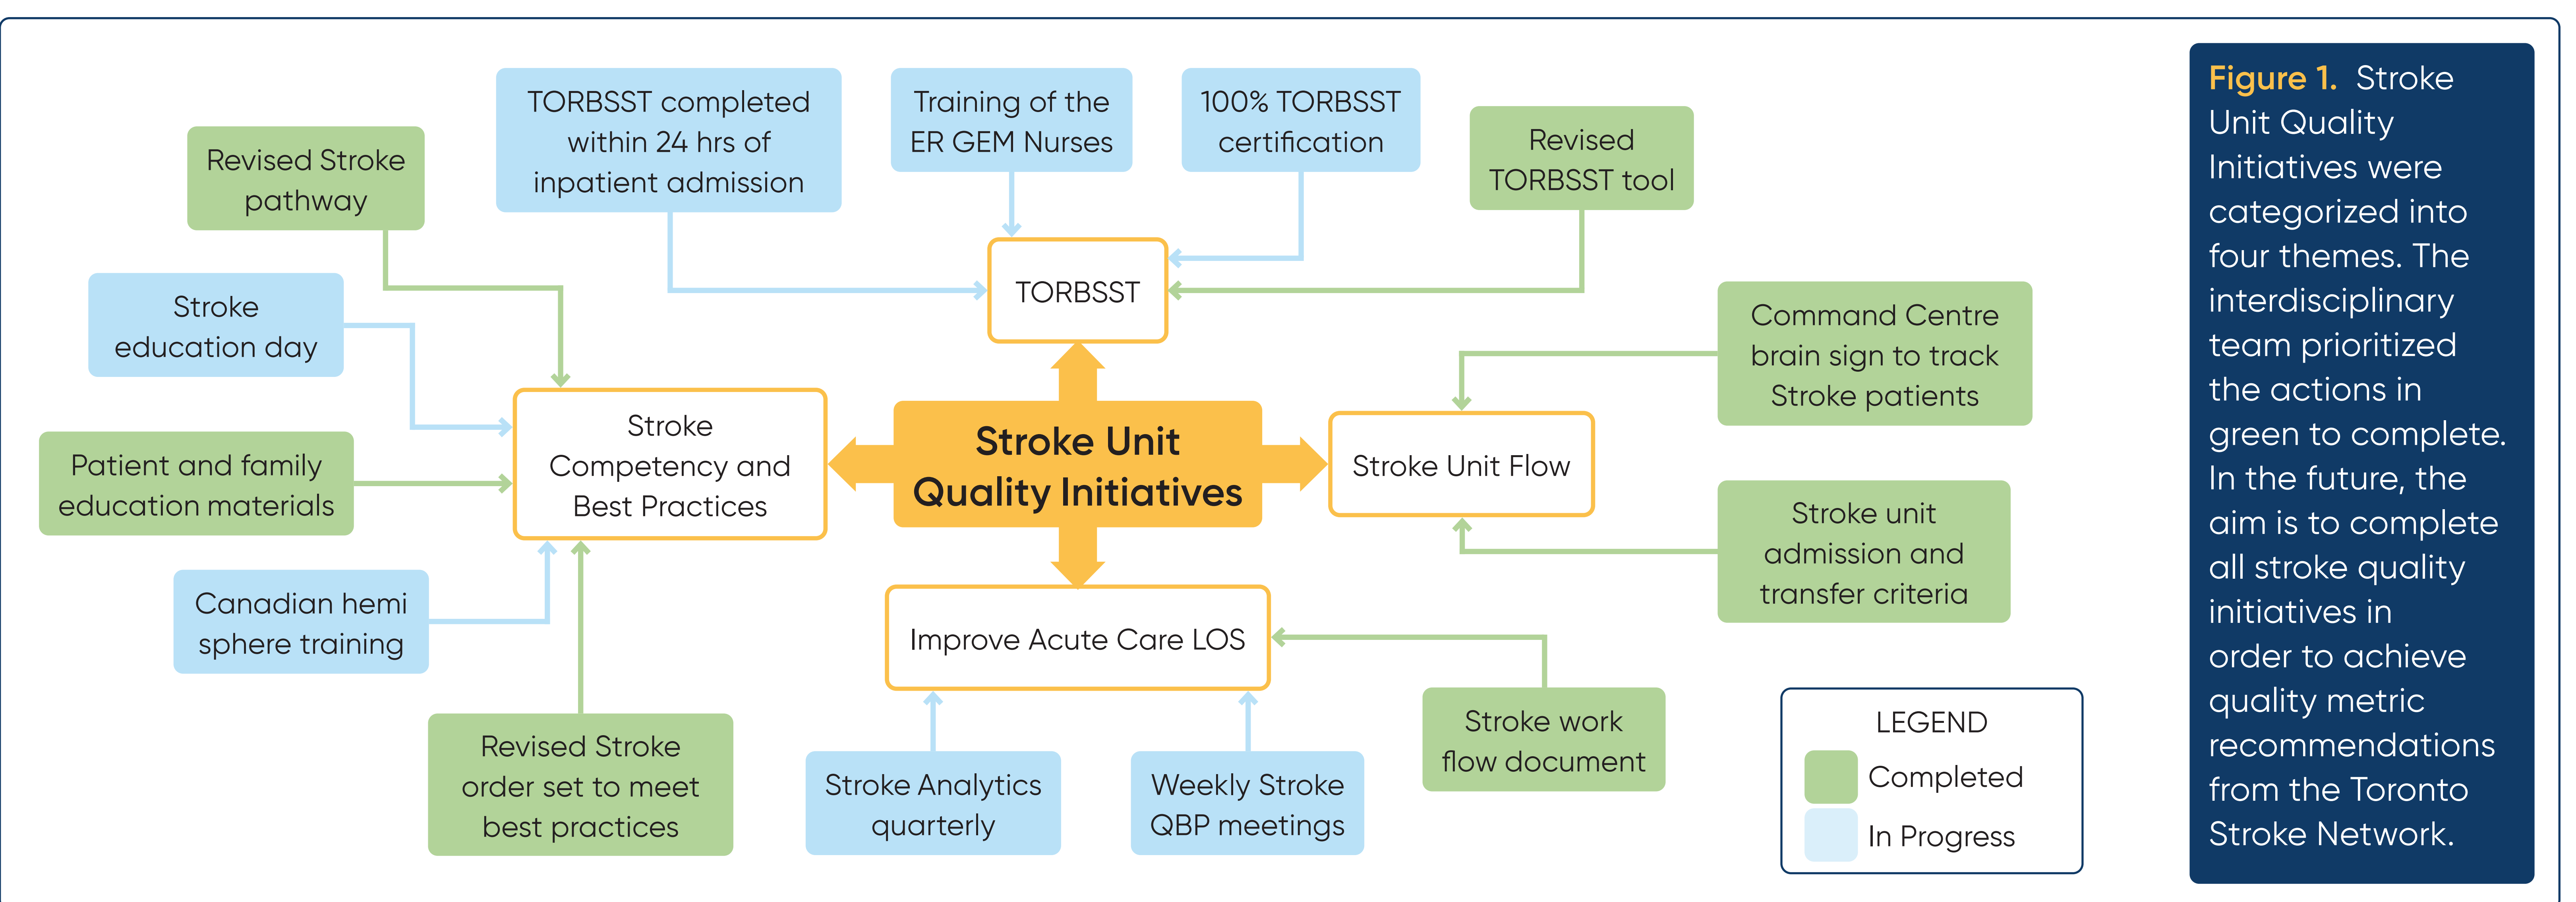 TORBSST completed
within 24 hrs of
inpatient admission
Training of the
ER GEM Nurses
100% TORBSST
certification
Revised
TORBSST tool
Revised Stroke
pathway
Stroke
education day
Patient and family
education materials
Canadian hemi
sphere training
Revised Stroke
order set to meet
best practices
TORBSST
Stroke
Competency and
Best Practices
Stroke Unit
Quality Initiatives
Stroke Unit Flow
Improve Acute Care LOS
Command Centre
brain sign to track
Stroke patients
Stroke unit
admission and
transfer criteria
Stroke Analytics
quarterly
Weekly Stroke
QBP meetings
Stroke work
flow document
LEGEND
Completed
In Progress
Figure 1. Stroke
Unit Quality
Initiatives were
categorized into
four themes. The
interdisciplinary
team prioritized
the actions in
green to complete.
In the future, the
aim is to complete
all stroke quality
initiatives in
order to achieve
quality metric
recommendations
from the Toronto
Stroke Network.